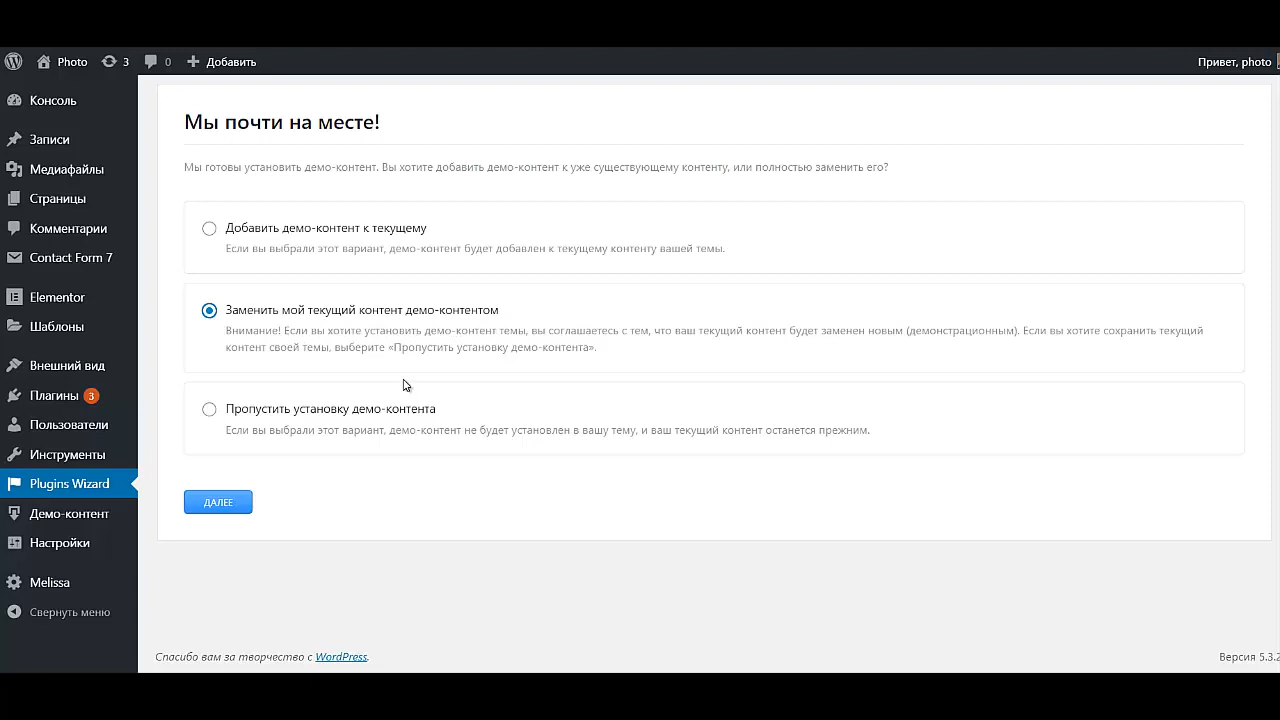 Photo
3
0
Добавить
Привет, photo
Консоль
Записи
Медиафайлы
Страницы
Комментарии
Contact Form 7
Elementor
Шаблоны
Внешний вид
Плагины 3
Пользователи
Инструменты
Plugins Wizard
Демо-контент
Настройки
Melissa
Свернуть меню
Мы почти на месте!
Мы готовы установить демо-контент. Вы хотите добавить демо-контент к уже существующему контенту, или полностью заменить его?
Добавить демо-контент к текущему
Если вы выбрали этот вариант, демо-контент будет добавлен к текущему контенту вашей темы.
Заменить мой текущий контент демо-контентом
Внимание! Если вы хотите установить демо-контент темы, вы соглашаетесь с тем, что ваш текущий контент будет заменен новым (демонстрационным). Если вы хотите сохранить текущий
контент своей темы, выберите «Пропустить установку демо-контента».
Пропустить установку демо-контента
Если вы выбрали этот вариант, демо-контент не будет установлен в вашу тему, и ваш текущий контент останется прежним.
ДАЛЕЕ
Спасибо вам за творчество с WordPress.
Версия 5.3.2